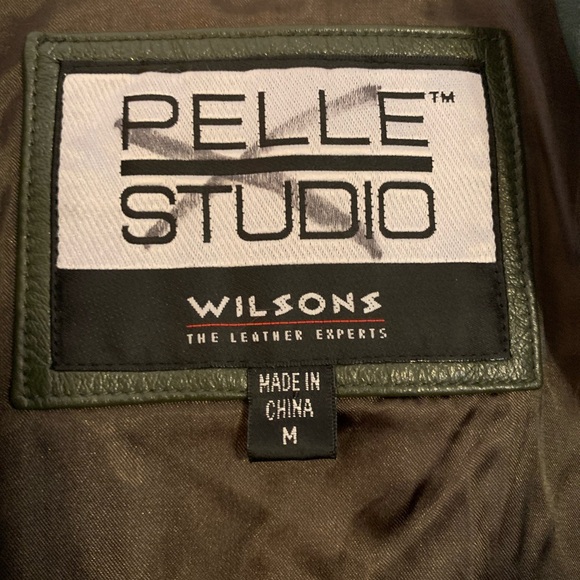 PELLE™
STUDIO
WILSONS
THE LEATHER EXPERTS
MADE IN
CHINA
M